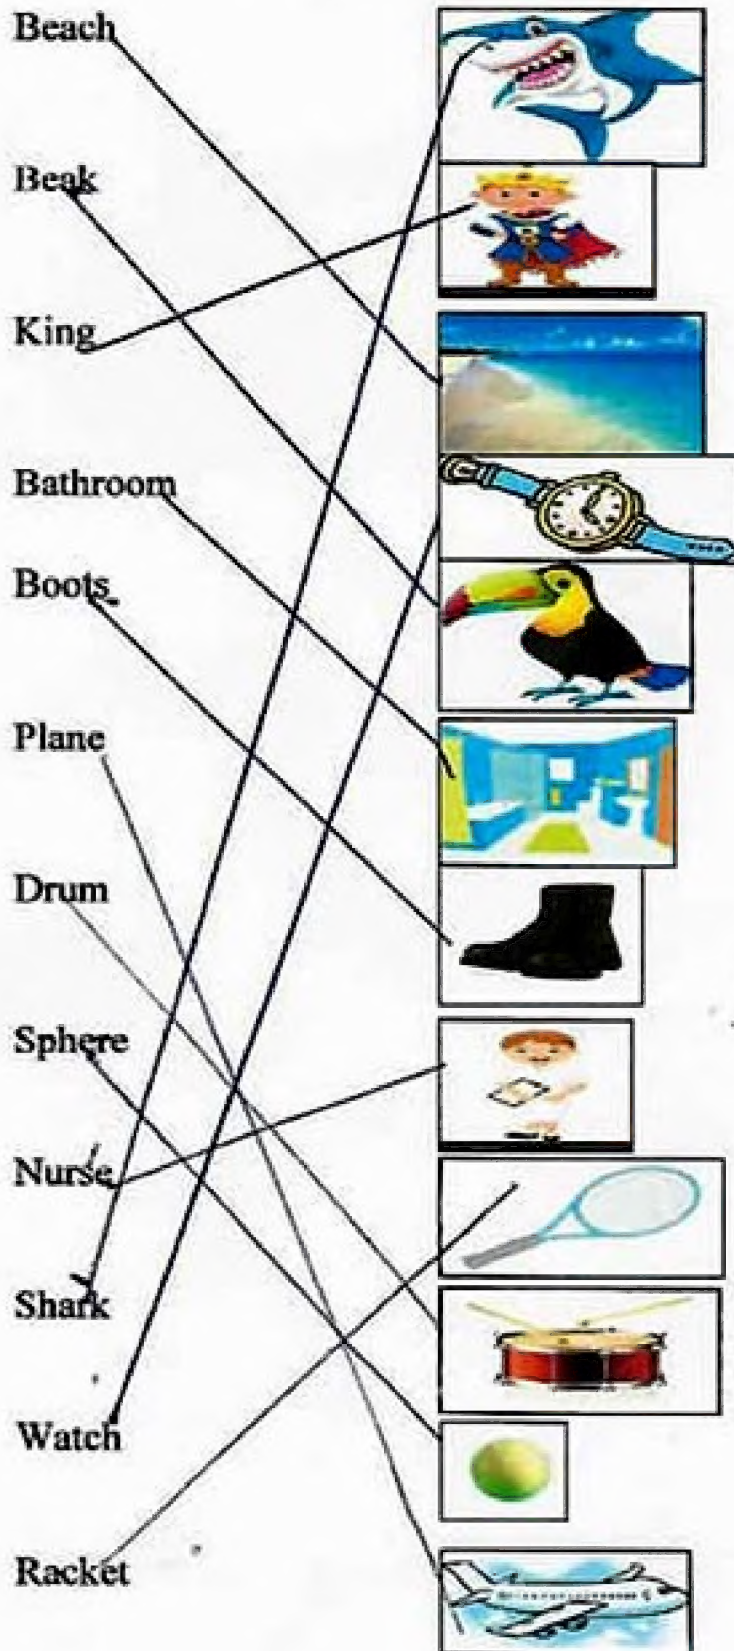 Beach
Beak
King
Bathroom
Boots
Plane
Drum
Sphere
Nurse
Shark
Watch
Racket